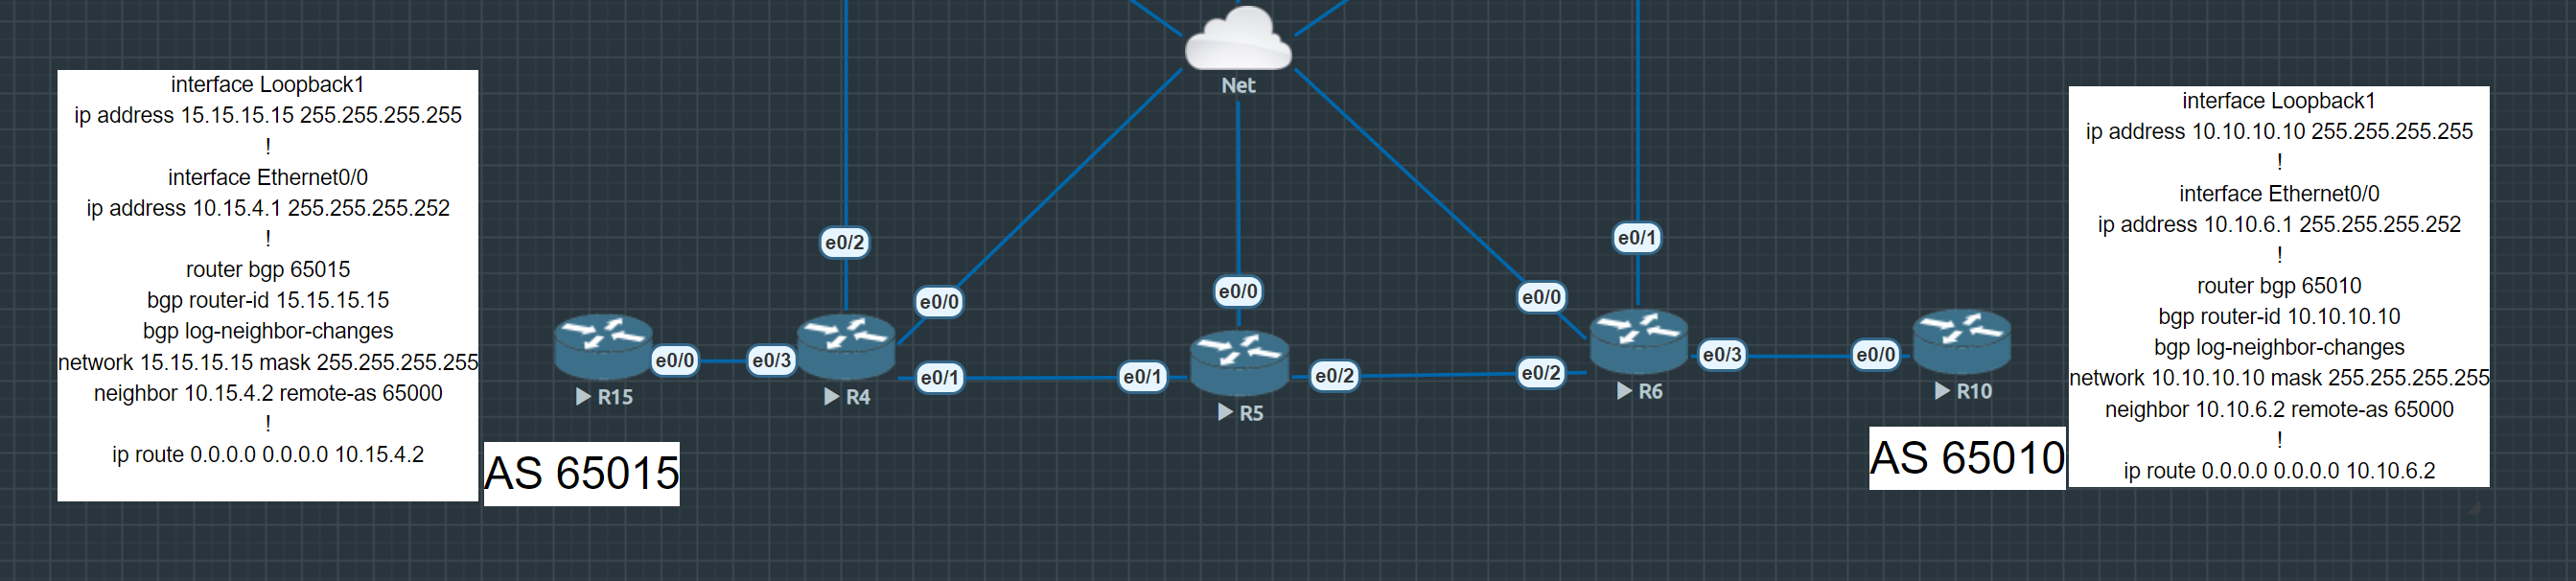 Net
interface Loopback1
ip address 15.15.15.15 255.255.255.255
!
interface Ethernet0/0
ip address 10.15.4.1 255.255.255.252
!
router bgp 65015
bgp router-id 15.15.15.15
bgp log-neighbor-changes
network 15.15.15.15 mask 255.255.255.255
neighbor 10.15.4.2 remote-as 65000
!
ip route 0.0.0.0 0.0.0.0 10.15.4.2
AS 65015
e0/2
e0/0
e0/0
e0/0
e0/1
e0/0
e0/3
e0/1
e0/1
e0/2
e0/2
e0/3
e0/0
R15
R4
R5
R6
R10
AS 65010
interface Loopback1
ip address 10.10.10.10 255.255.255.255
!
interface Ethernet0/0
ip address 10.10.6.1 255.255.255.252
!
router bgp 65010
bgp router-id 10.10.10.10
bgp log-neighbor-changes
network 10.10.10.10 mask 255.255.255.255
neighbor 10.10.6.2 remote-as 65000
!
ip route 0.0.0.0 0.0.0.0 10.10.6.2